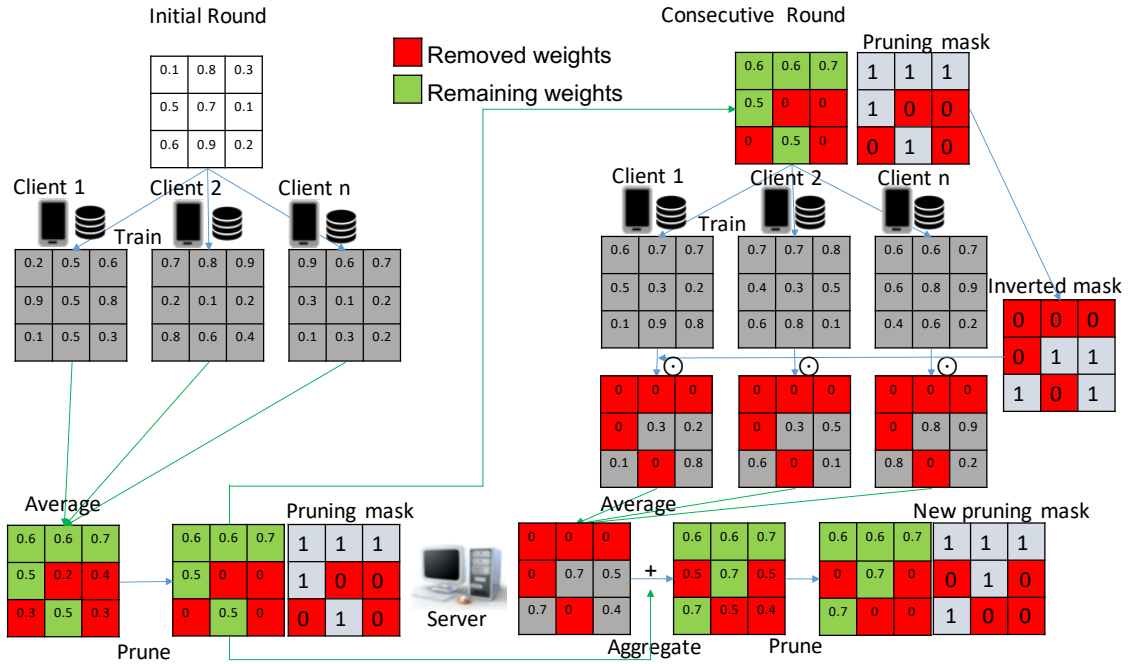 Initial Round
0.1 0.8 0.3
0.5 0.7 0.1
0.6 0.9 0.2
Client 1 Client 2 Client n
Train
0.2 0.5 0.6
0.9 0.5 0.8
0.1 0.5 0.3
0.7 0.8 0.9
0.2 0.1 0.2
0.8 0.6 0.4
0.9 0.6 0.7
0.3 0.1 0.2
0.1 0.3 0.2
Average
0.6 0.6 0.7
0.5 0.2 0.4
0.3 0.5 0.3
Prune
0.6 0.6 0.7
0.5 0 0
0 0.5 0
Pruning mask
1 1 1
1 0 0
0 1 0
Removed weights
Remaining weights
Server
Consecutive Round
0.6 0.6 0.7
0.5 0 0
0 0.5 0
Pruning mask
1 1 1
1 0 0
0 1 0
Client 1 Client 2 Client n
Train
0.6 0.7 0.7
0.5 0.3 0.2
0.1 0.9 0.8
0.7 0.7 0.8
0.4 0.3 0.5
0.6 0.8 0.1
0.6 0.6 0.7
0.6 0.8 0.9
0.4 0.6 0.2
Inverted mask
0 0 0
0 1 1
1 0 1
0 0 0
0 0.3 0.2
0.1 0 0.8
0 0 0
0 0.3 0.5
0.6 0 0.1
0 0 0
0 0.8 0.9
0.8 0 0.2
Average
0 0 0
0 0.7 0.5
0.7 0 0.4
+
Aggregate
0.6 0.6 0.7
0.5 0.7 0.5
0.7 0.5 0.4
Prune
0.6 0.6 0.7
0 0.7 0
0.7 0 0
New pruning mask
1 1 1
0 1 0
1 0 0